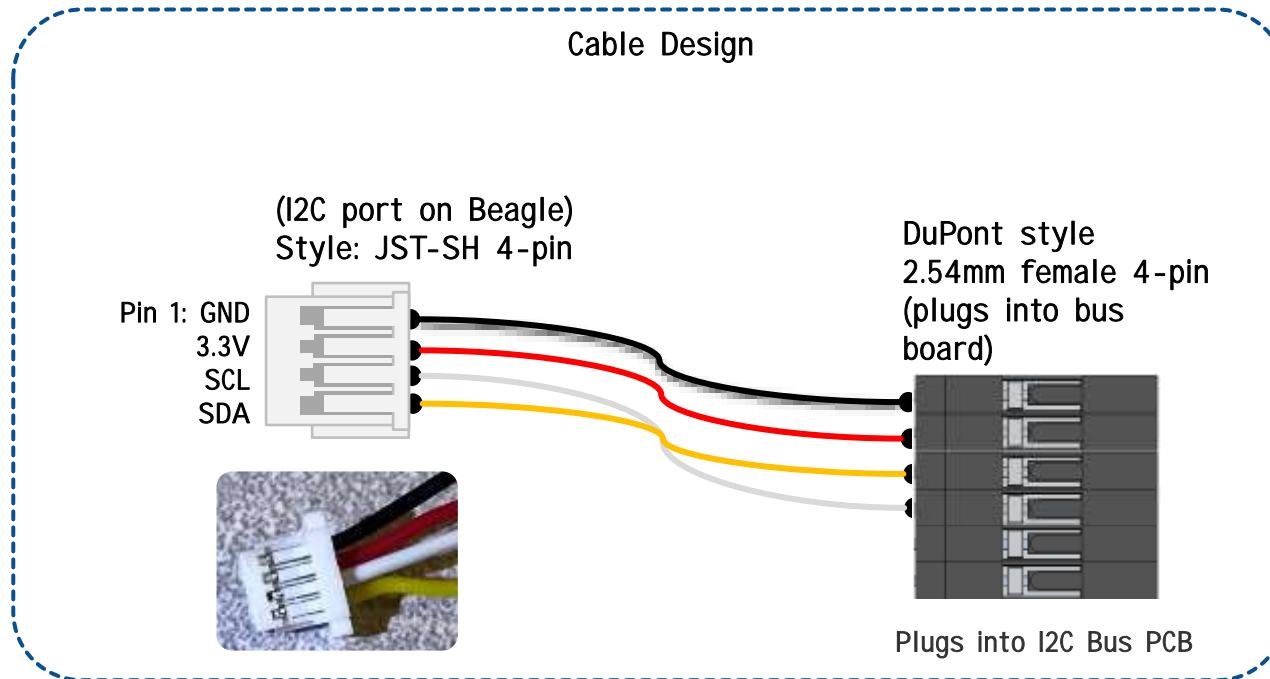 Cable Design
(I2C port on Beagle)
Style: JST-SH 4-pin
Pin 1: GND
3.3V
SCL
SDA
DuPont style
2.54mm female 4-pin
(plugs into bus
board)
Plugs into I2C Bus PCB